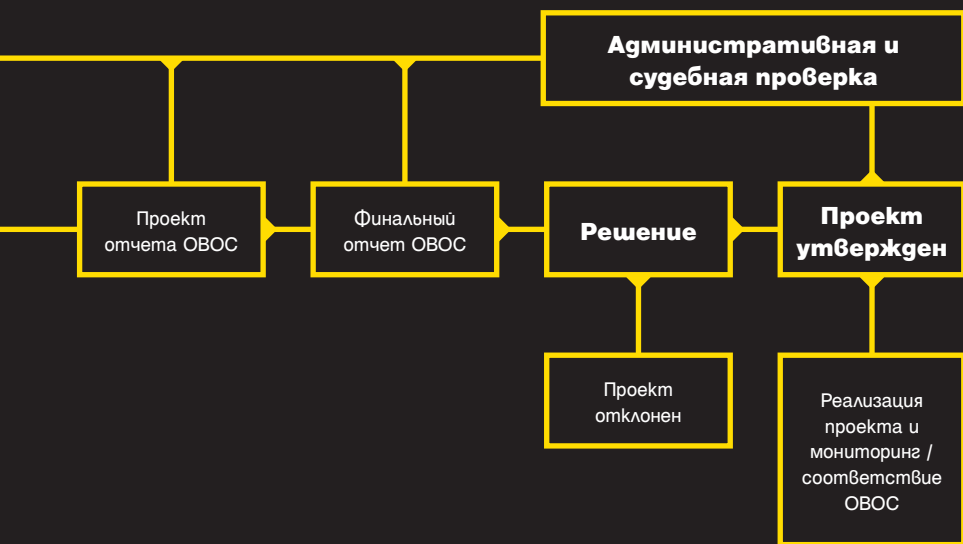 Административная и
судебная проверка
Проект
отчета ОВОС
Финальный
отчет ОВОС
Решение
Проект
утвержден
Проект
отклонен
Реализация
проекта и
мониторинг /
соответствие
ОВОС